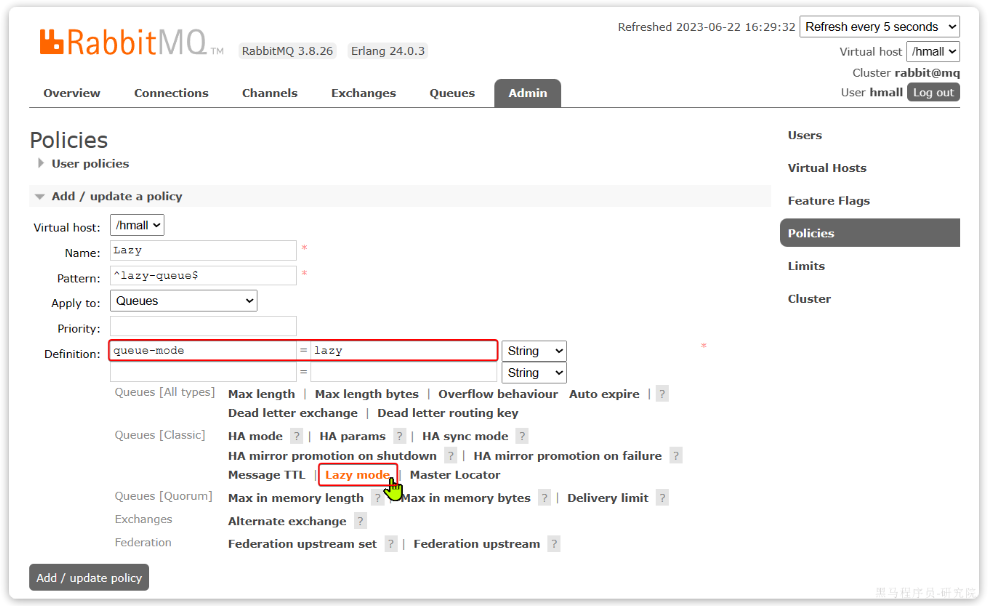 Refreshed 2023-06-22 16:29:32 Refresh every 5 seconds
RabbitMQ TM RabbitMQ 3.8.26 Erlang 24.0.3
Virtual host /hmall
Cluster rabbit@mq
User hmall Log out
Overview Connections Channels Exchanges Queues Admin
Policies
User policies
Add / update a policy
Virtual host: /hmall
Name: Lazy *
Pattern: ^lazy-queue$ *
Apply to: Queues
Priority:
Definition: queue-mode = lazy String *
= String
Queues [All types] Max length | Max length bytes | Overflow behaviour Auto expire | ?
Dead letter exchange | Dead letter routing key
Queues [Classic] HA mode ? | HA params ? | HA sync mode ?
HA mirror promotion on shutdown ? | HA mirror promotion on failure ?
Message TTL | Lazy mode | Master Locator
Queues [Quorum] Max in memory length ? | Max in memory bytes ? | Delivery limit ?
Exchanges Alternate exchange ?
Federation Federation upstream set ? | Federation upstream ?
Add / update policy
Users
Virtual Hosts
Feature Flags
Policies
Limits
Cluster
黑马程序员-研究院